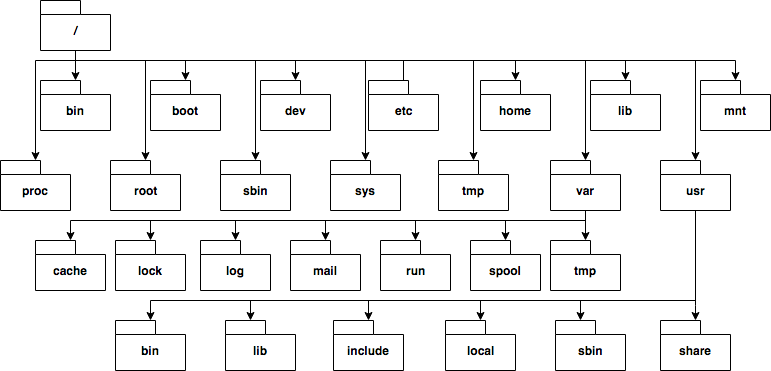 /
bin boot dev etc home lib mnt
proc root sbin sys tmp var usr
cache lock log mail run spool tmp
bin lib include local sbin share